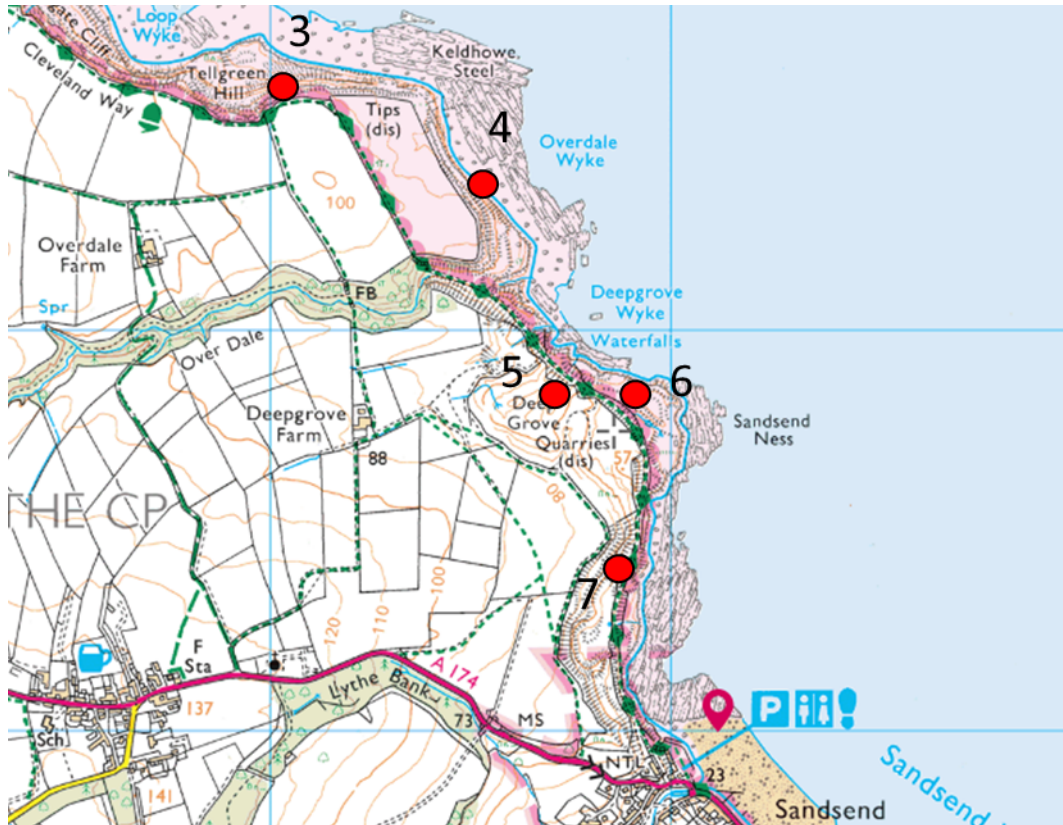 Loop
Wyke
3
gate Cliff
Keldhowe
Steel
Cleveland Way
Tellgreen
Hill
Tips
(dis)
4
Overdale
Wyke
100
Overdale
Farm
Spr
FB
Deepgrove
Wyke
Waterfalls
Over Dale
5
6
Deep
Grove
Quarries
(dis)
Sandsend
Ness
Deepgrove
Farm
88
57
80
THE CP
7
100
110
120
F
Sta
A 174
Lythe Bank
137
73
MS
P
Sch
NTL
23
141
Sandsend
Sandsend